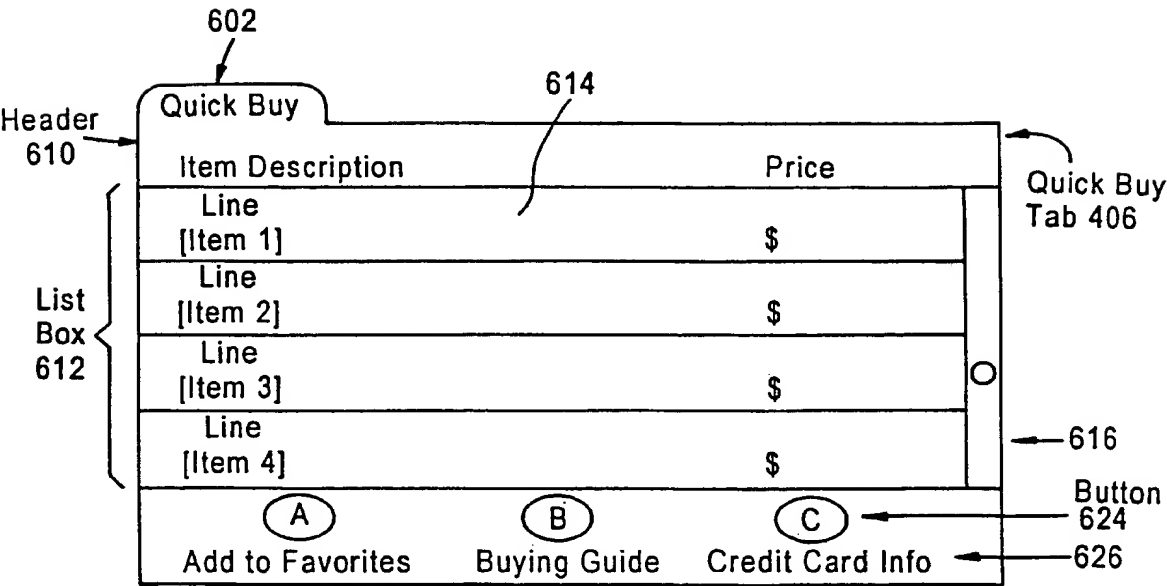 602
Quick Buy
614
Header
610
Item Description
Price
Quick Buy
Tab 406
Line
[Item 1]
$
Line
[Item 2]
$
List
Box
612
Line
[Item 3]
$
Line
[Item 4]
$
616
A
B
C
Button
624
Add to Favorites
Buying Guide
Credit Card Info
626